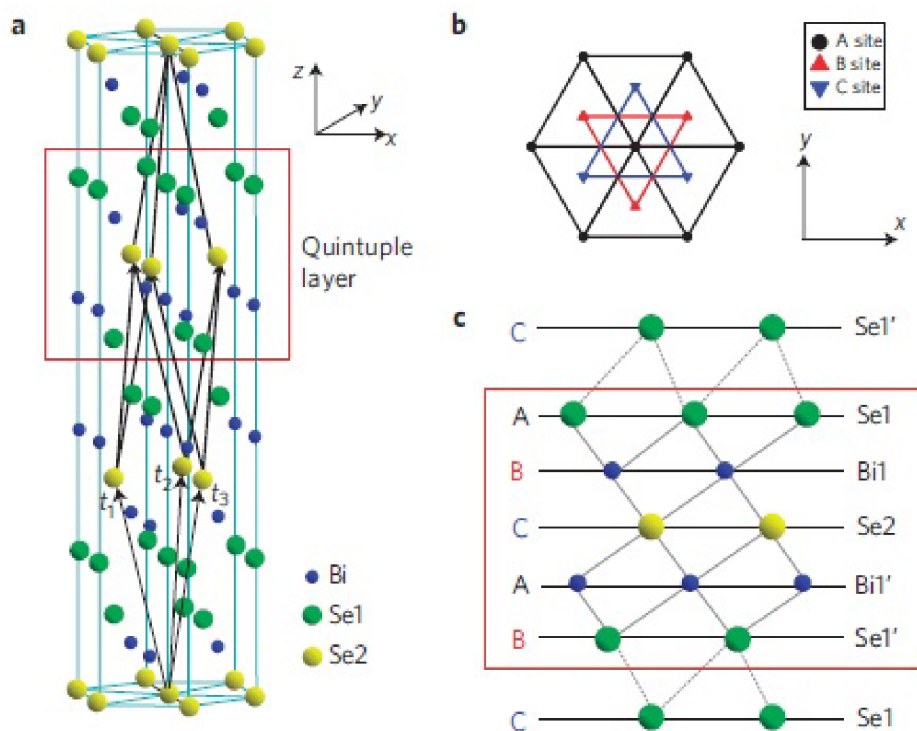 a
z
y
x
Quintuple
layer
t1
t2
t3
Bi
Se1
Se2
b
A site
B site
C site
y
x
c
C Se1'
A Se1
B Bi1
C Se2
A Bi1'
B Se1'
C Se1